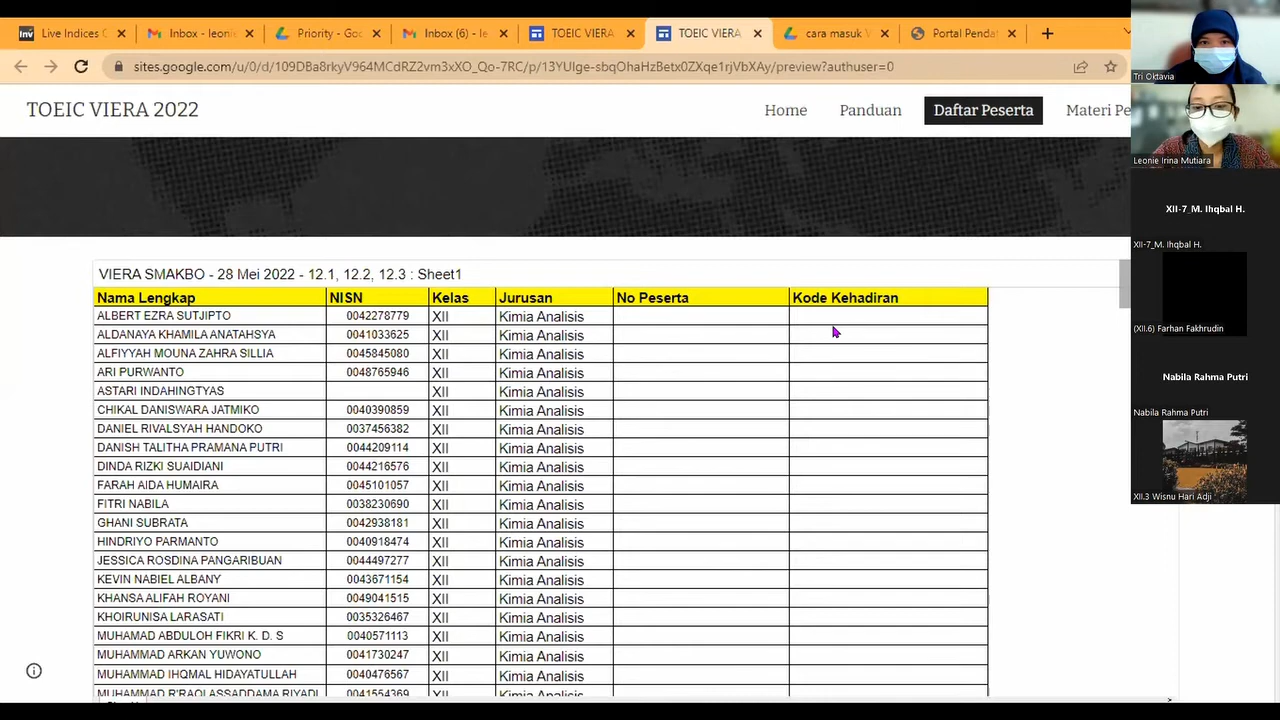 Live Indices
Inbox - leoni
Priority - Goo
Inbox (6) - le
TOEIC VIERA
TOEIC VIERA
cara masuk
Portal Pendaf
sites.google.com/u/0/d/109DBa8rkyV964MCdRZ2vm3xXO_Qo-7RC/p/13YUIge-sbqOhaHzBetx0ZXqe1rjVbXAy/preview?authuser=0
TOEIC VIERA 2022
Home
Panduan
Daftar Peserta
Materi Pe
VIERA SMAKBO - 28 Mei 2022 - 12.1, 12.2, 12.3 : Sheet1
Nama Lengkap NISN Kelas Jurusan No Peserta Kode Kehadiran
ALBERT EZRA SUTJIPTO 0042278779 XII Kimia Analisis
ALDANAYA KHAMILA ANATAHSYA 0041033625 XII Kimia Analisis
ALFIYYAH MOUNA ZAHRA SILLIA 0045845080 XII Kimia Analisis
ARI PURWANTO 0048765946 XII Kimia Analisis
ASTARI INDAHINGTYAS XII Kimia Analisis
CHIKAL DANISWARA JATMIKO 0040390859 XII Kimia Analisis
DANIEL RIVALSYAH HANDOKO 0037456382 XII Kimia Analisis
DANISH TALITHA PRAMANA PUTRI 0044209114 XII Kimia Analisis
DINDA RIZKI SUAIDIANI 0044216576 XII Kimia Analisis
FARAH AIDA HUMAIRA 0045101057 XII Kimia Analisis
FITRI NABILA 0038230690 XII Kimia Analisis
GHANI SUBRATA 0042938181 XII Kimia Analisis
HINDRIYO PARMANTO 0040918474 XII Kimia Analisis
JESSICA ROSDINA PANGARIBUAN 0044497277 XII Kimia Analisis
KEVIN NABIEL ALBANY 0043671154 XII Kimia Analisis
KHANSA ALIFAH ROYANI 0049041515 XII Kimia Analisis
KHOIRUNISA LARASATI 0035326467 XII Kimia Analisis
MUHAMAD ABDULOH FIKRI K. D. S 0040571113 XII Kimia Analisis
MUHAMMAD ARKAN YUWONO 0041730247 XII Kimia Analisis
MUHAMMAD IHQMAL HIDAYATULLAH 0040476567 XII Kimia Analisis
MUHAMMAD R'RAQI ASSADDAMA RIYADI 0041554369 XII Kimia Analisis
Tri Oktavia
Leonie Irina Mutiara
XII-7_M. Ihqbal H.
XII-7_M. Ihqbal H.
(XII.6) Farhan Fakhrudin
Nabila Rahma Putri
Nabila Rahma Putri
XII.3 Wisnu Hari Adji